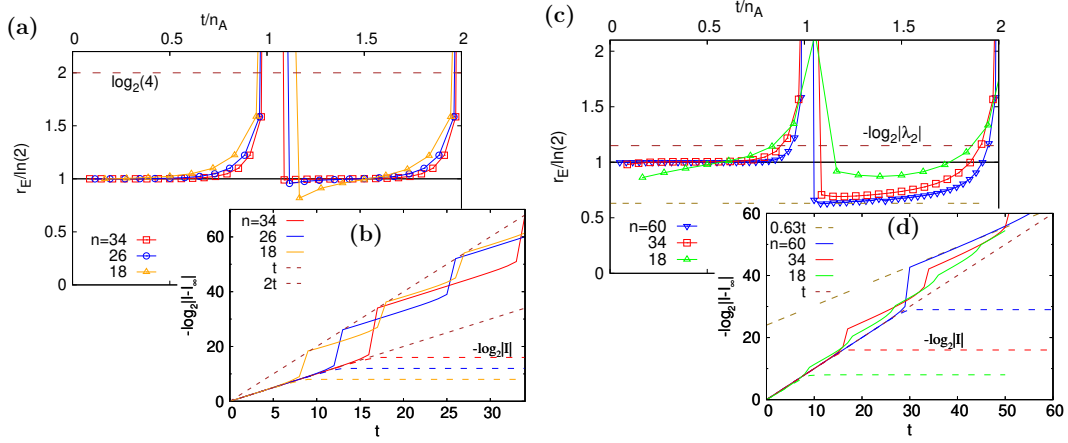 (a)
t/n_A
0 0.5 1 1.5 2
r_E/ln(2)
2
1.5
1
0.5
0
log_2(4)
n=34
26
18
(b)
-log_2|I-I_∞|
60
40
20
0
n=34
26
18
t
2t
-log_2|I|
0 5 10 15 20 25 30
t
(c)
t/n_A
0 0.5 1 1.5 2
r_E/ln(2)
2
1.5
1
0.5
0
-log_2|λ_2|
n=60
34
18
(d)
-log_2|I-I_∞|
60
40
20
0
0.63t
n=60
34
18
t
-log_2|I|
0 10 20 30 40 50 60
t